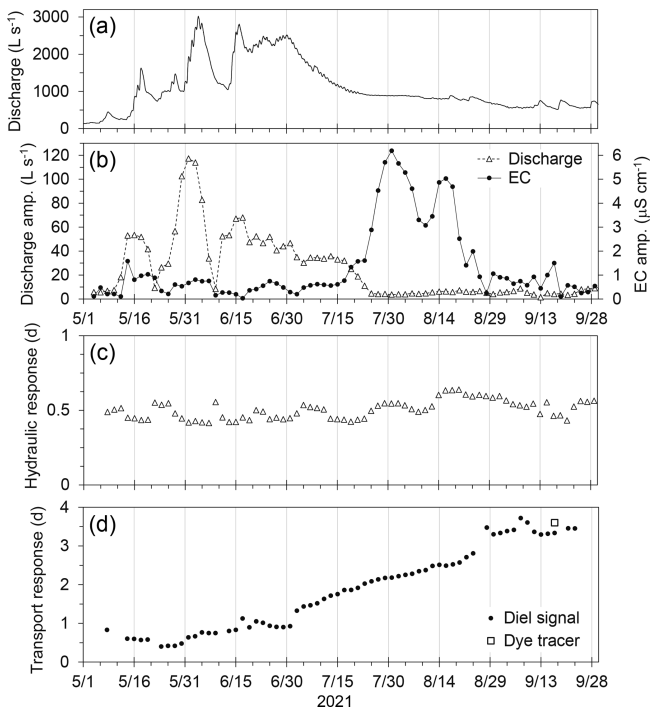 (a)
Discharge (L s⁻¹)
3000
2000
1000
0
(b)
Discharge
EC
Discharge amp. (L s⁻¹)
120
100
80
60
40
20
0
EC amp. (µS cm⁻¹)
6
5
4
3
2
1
0
5/1 5/16 5/31 6/15 6/30 7/15 7/30 8/14 8/29 9/13 9/28
(c)
Hydraulic response (d)
1
0.5
0
(d)
Transport response (d)
4
3
2
1
0
Diel signal
Dye tracer
5/1 5/16 5/31 6/15 6/30 7/15 7/30 8/14 8/29 9/13 9/28
2021